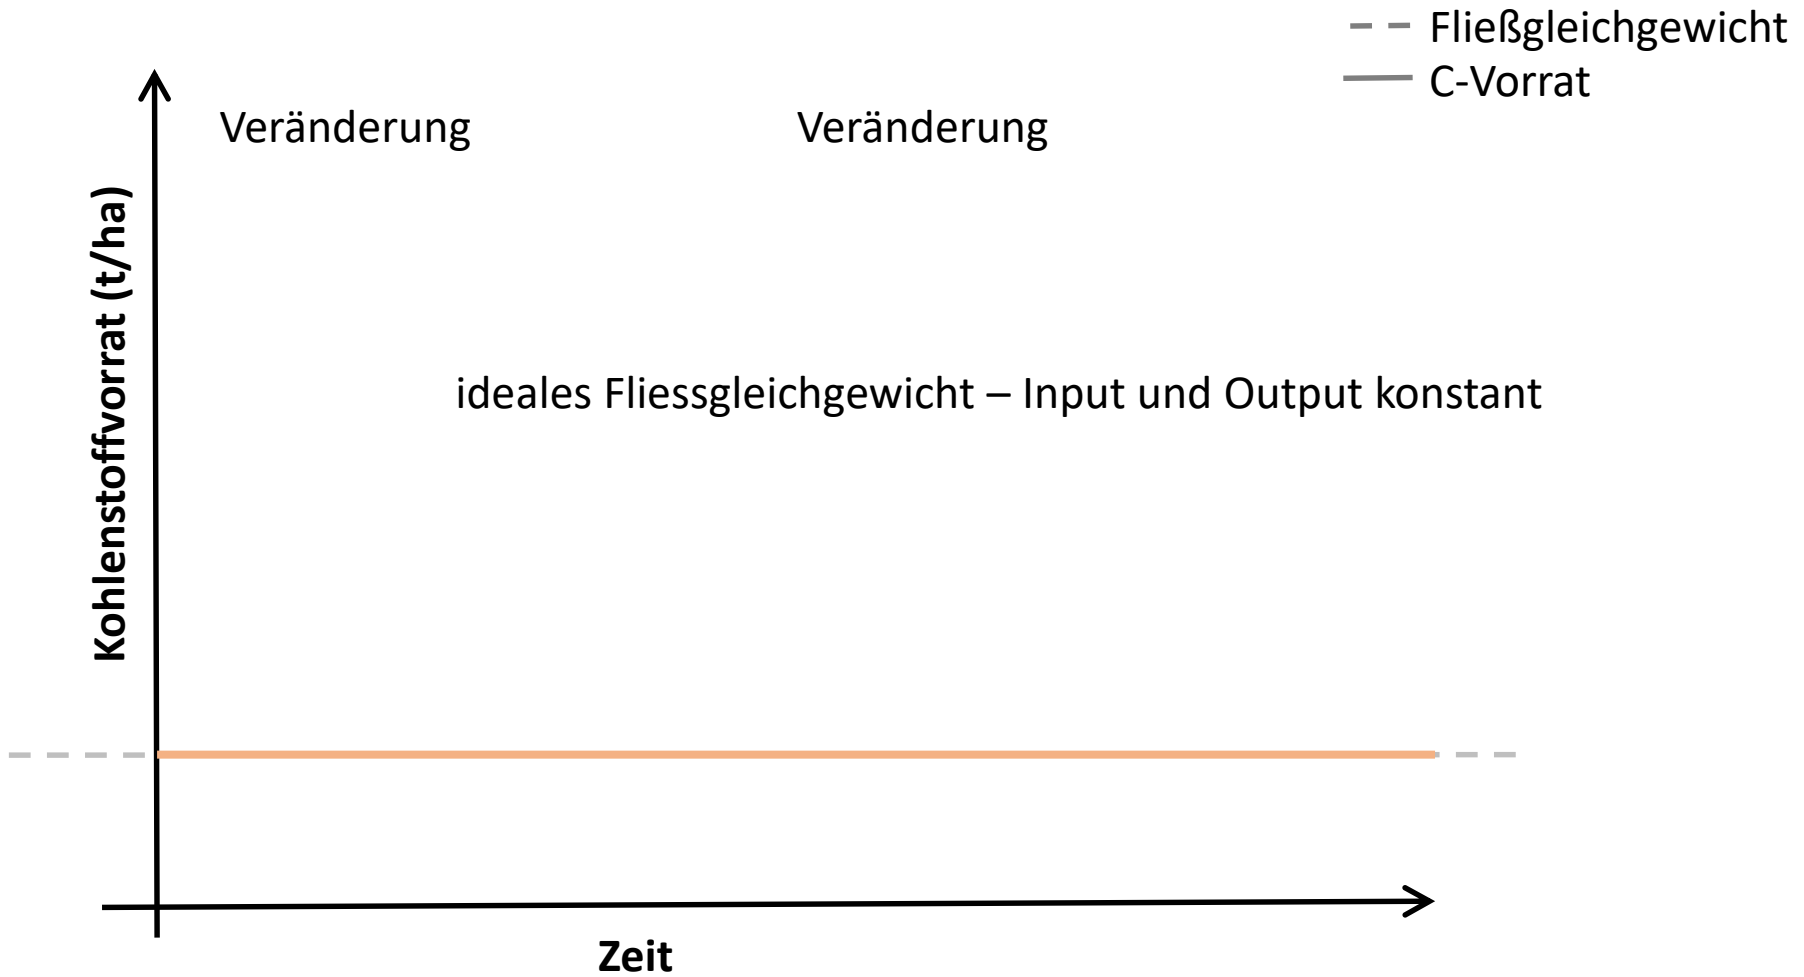 Fließgleichgewicht
C-Vorrat
Veränderung
Veränderung
Kohlenstoffvorrat (t/ha)
ideales Fliessgleichgewicht – Input und Output konstant
Zeit